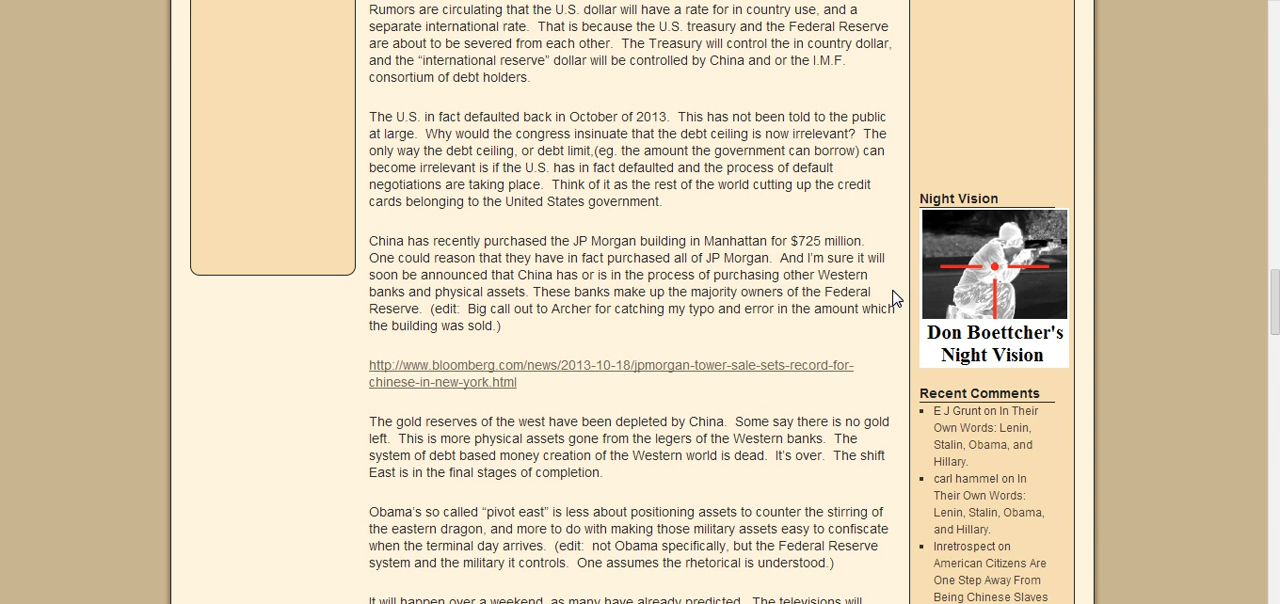 Rumors are circulating that the U.S. dollar will have a rate for in country use, and a
separate international rate.  That is because the U.S. treasury and the Federal Reserve
are about to be severed from each other.  The Treasury will control the in country dollar,
and the “international reserve” dollar will be controlled by China and or the I.M.F.
consortium of debt holders.
The U.S. in fact defaulted back in October of 2013.  This has not been told to the public
at large.  Why would the congress insinuate that the debt ceiling is now irrelevant?  The
only way the debt ceiling, or debt limit,(eg. the amount the government can borrow) can
become irrelevant is if the U.S. has in fact defaulted and the process of default
negotiations are taking place.  Think of it as the rest of the world cutting up the credit
cards belonging to the United States government.
China has recently purchased the JP Morgan building in Manhattan for $725 million.
One could reason that they have in fact purchased all of JP Morgan.  And I’m sure it will
soon be announced that China has or is in the process of purchasing other Western
banks and physical assets. These banks make up the majority owners of the Federal
Reserve.  (edit:  Big call out to Archer for catching my typo and error in the amount which
the building was sold.)
http://www.bloomberg.com/news/2013-10-18/jpmorgan-tower-sale-sets-record-for-
chinese-in-new-york.html
The gold reserves of the west have been depleted by China.  Some say there is no gold
left.  This is more physical assets gone from the legers of the Western banks.  The
system of debt based money creation of the Western world is dead.  It’s over.  The shift
East is in the final stages of completion.
Obama’s so called “pivot east” is less about positioning assets to counter the stirring of
the eastern dragon, and more to do with making those military assets easy to confiscate
when the terminal day arrives.  (edit:  not Obama specifically, but the Federal Reserve
system and the military it controls.  One assumes the rhetorical is understood.)
It will happen over a weekend, as many have already predicted.  The televisions will
Night Vision
Don Boettcher's
Night Vision
Recent Comments
E J Grunt on In Their
Own Words: Lenin,
Stalin, Obama, and
Hillary.
carl hammel on In
Their Own Words:
Lenin, Stalin, Obama,
and Hillary.
Inretrospect on
American Citizens Are
One Step Away From
Being Chinese Slaves